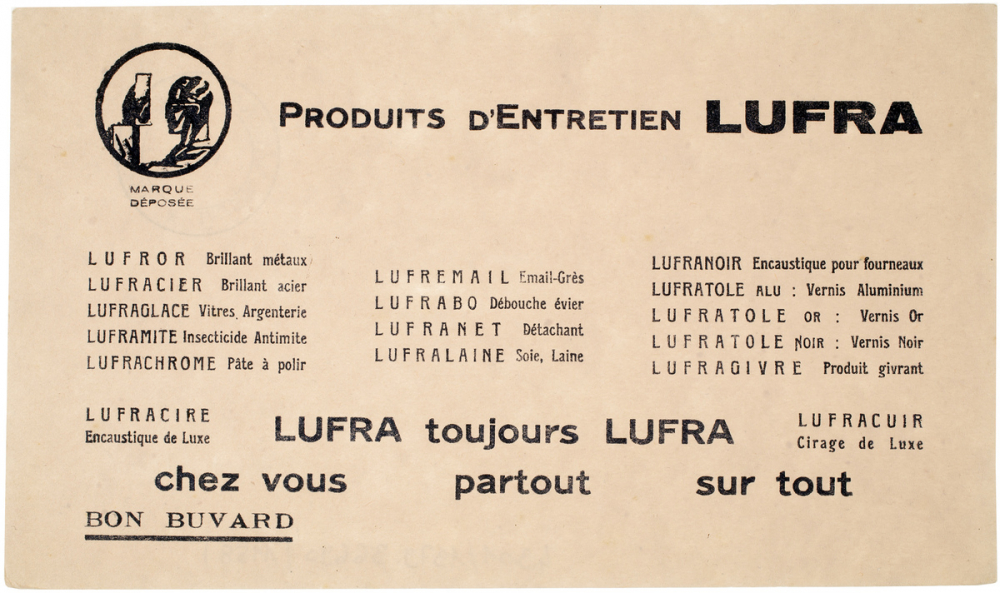 MARQUE
DÉPOSÉE
PRODUITS D'ENTRETIEN LUFRA
LUFROR Brillant métaux
LUFRACIER Brillant acier
LUFRAGLACE Vitres, Argenterie
LUFRAMITE Insecticide Antimite
LUFRACHROME Pâte à polir
LUFREMAIL Email-Grès
LUFRABO Débouche évier
LUFRANET Détachant
LUFRALAINE Soie, Laine
LUFRANOIR Encaustique pour fourneaux
LUFRATOLE ALU : Vernis Aluminium
LUFRATOLE OR : Vernis Or
LUFRATOLE NOIR : Vernis Noir
LUFRAGIVRE Produit givrant
LUFRACIRE
Encaustique de Luxe
LUFRA toujours LUFRA
LUFRACUIR
Cirage de Luxe
chez vous partout sur tout
BON BUVARD